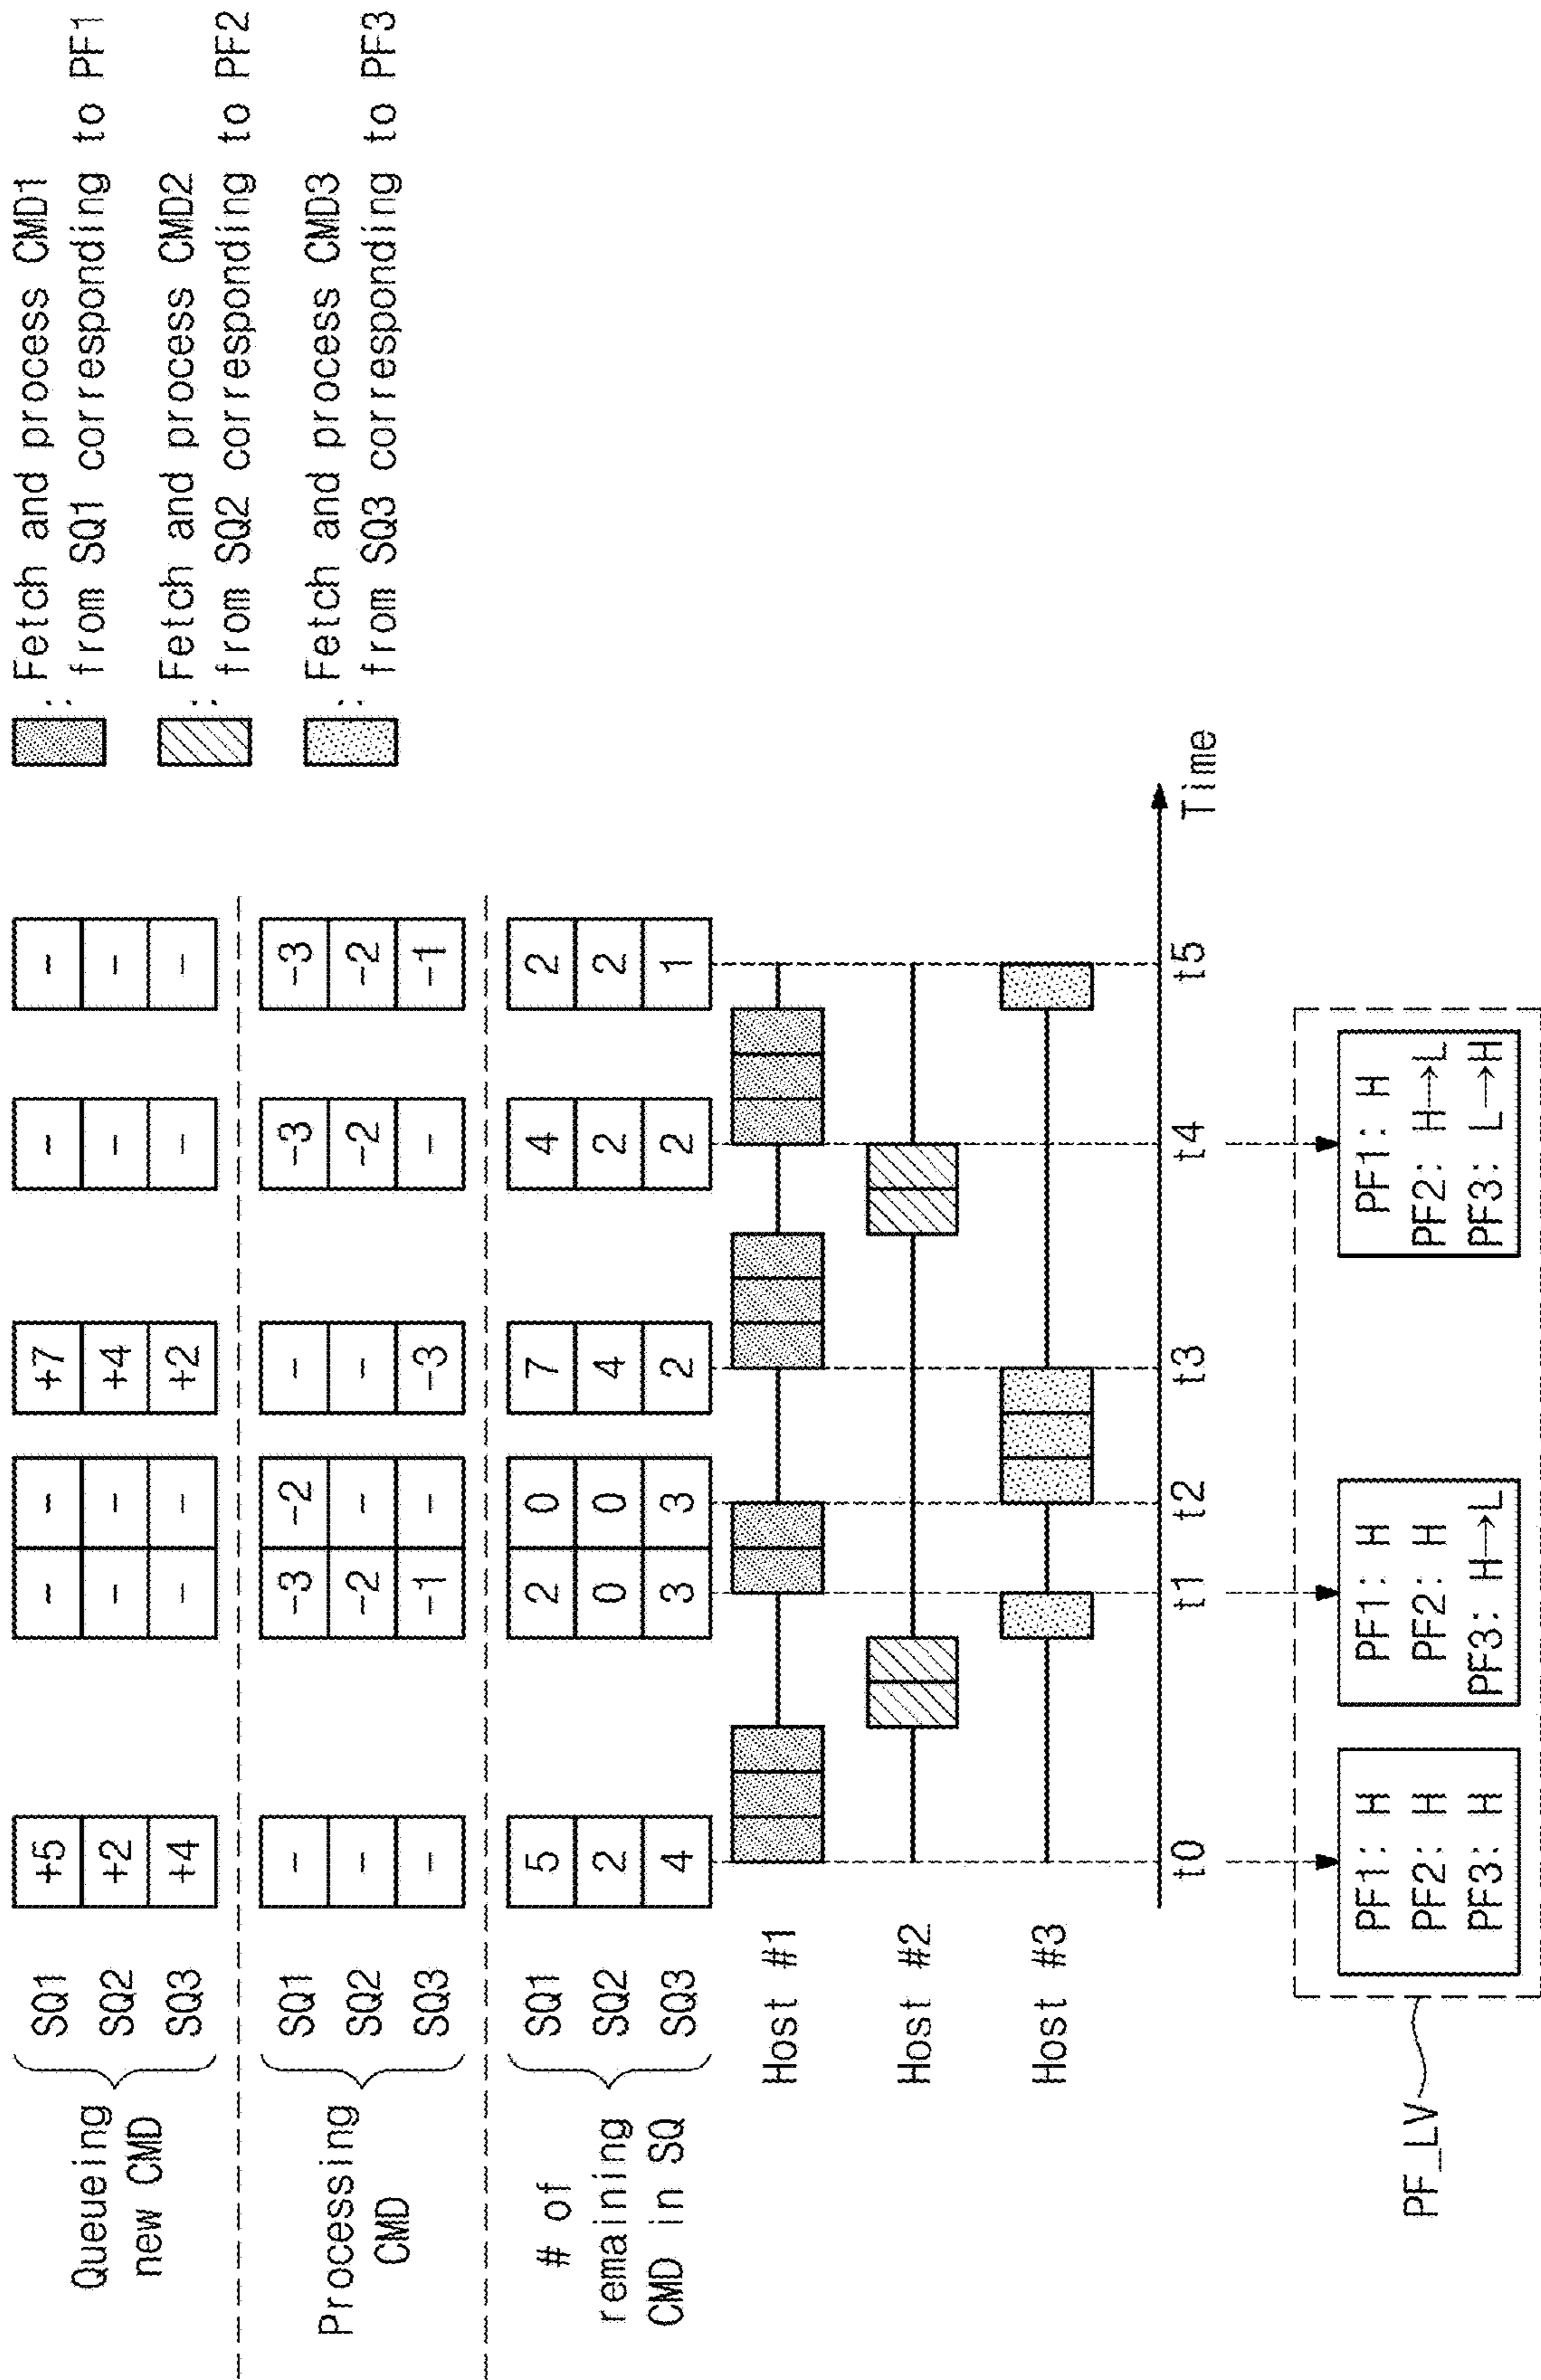 Fetch and process CMD1
from SQ1 corresponding to PF1
Fetch and process CMD2
from SQ2 corresponding to PF2
Fetch and process CMD3
from SQ3 corresponding to PF3
Queueing
new CMD
SQ1 +5 - - +7 - -
SQ2 +2 - - +4 - -
SQ3 +4 - - +2 - -
Processing
CMD
SQ1 - -3 -2 - -3 -3
SQ2 - -2 - - -2 -2
SQ3 - -1 - -3 - -1
# of
remaining
CMD in SQ
SQ1 5 2 0 7 4 2
SQ2 2 0 0 4 2 2
SQ3 4 3 3 2 2 1
Host #1
Host #2
Host #3
t0 t1 t2 t3 t4 t5 Time
PF_LV
PF1: H
PF2: H
PF3: H
PF1: H
PF2: H
PF3: H→L
PF1: H
PF2: H→L
PF3: L→H